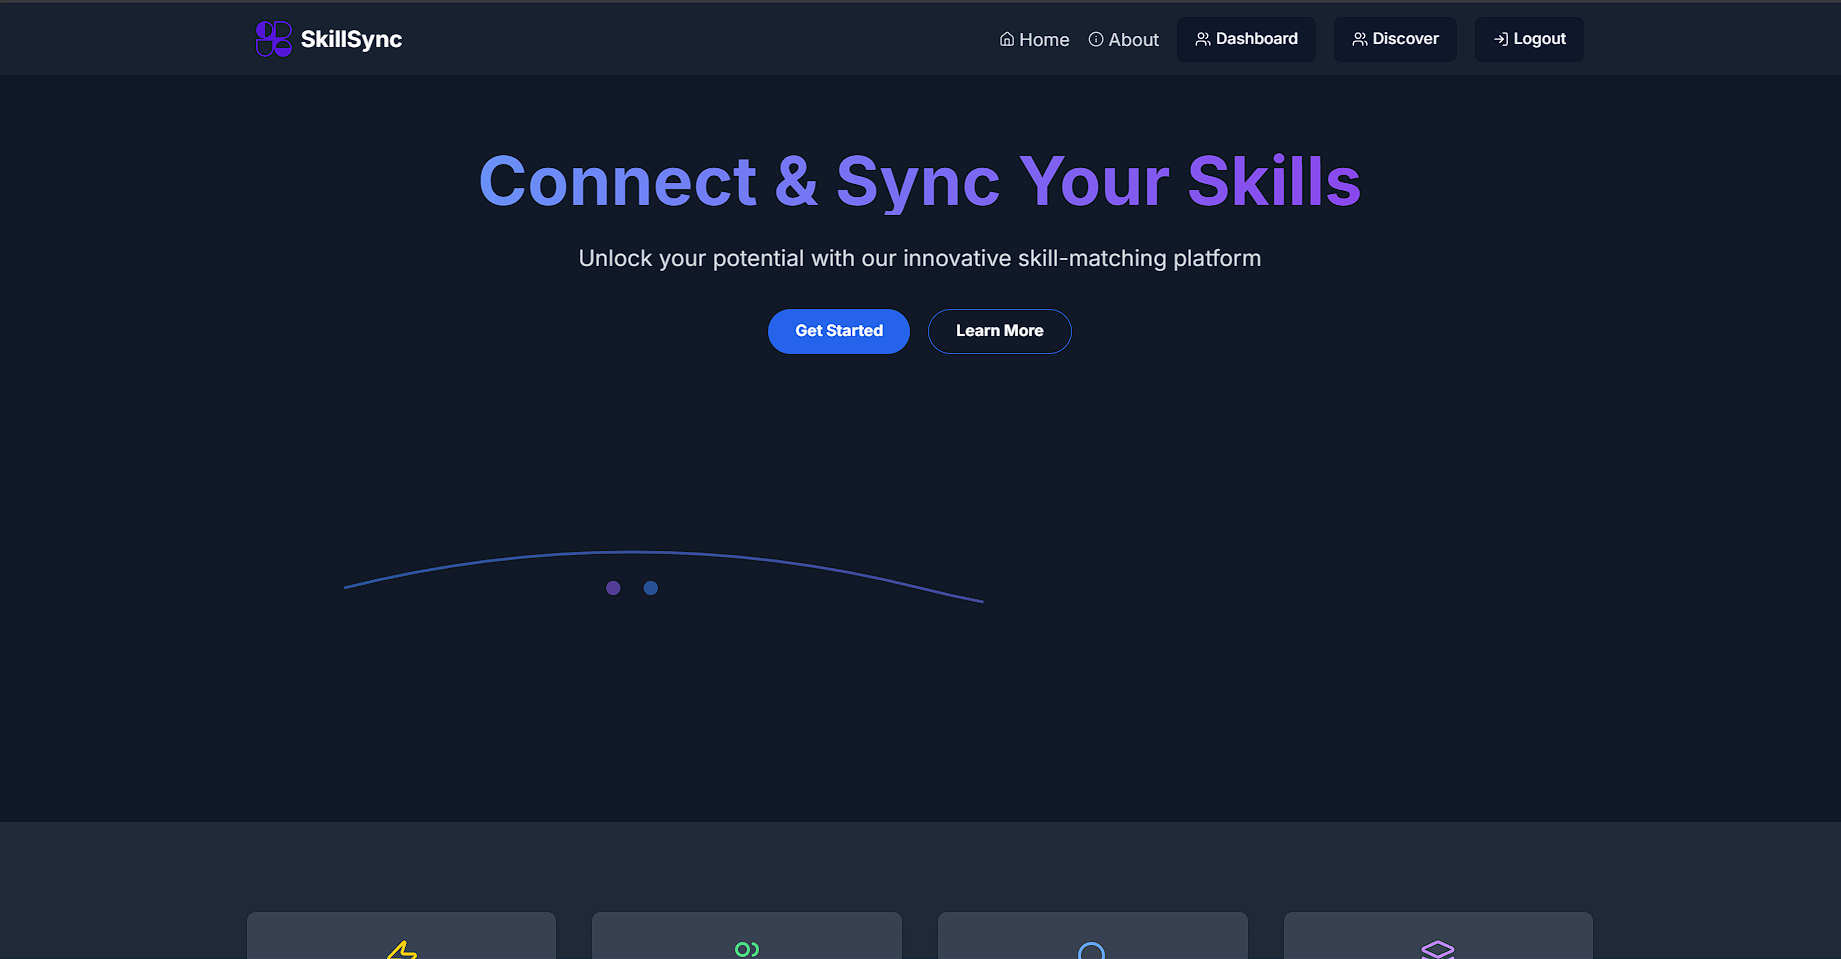 SkillSync
Home
About
Dashboard
Discover
Logout
Connect & Sync Your Skills
Unlock your potential with our innovative skill-matching platform
Get Started
Learn More